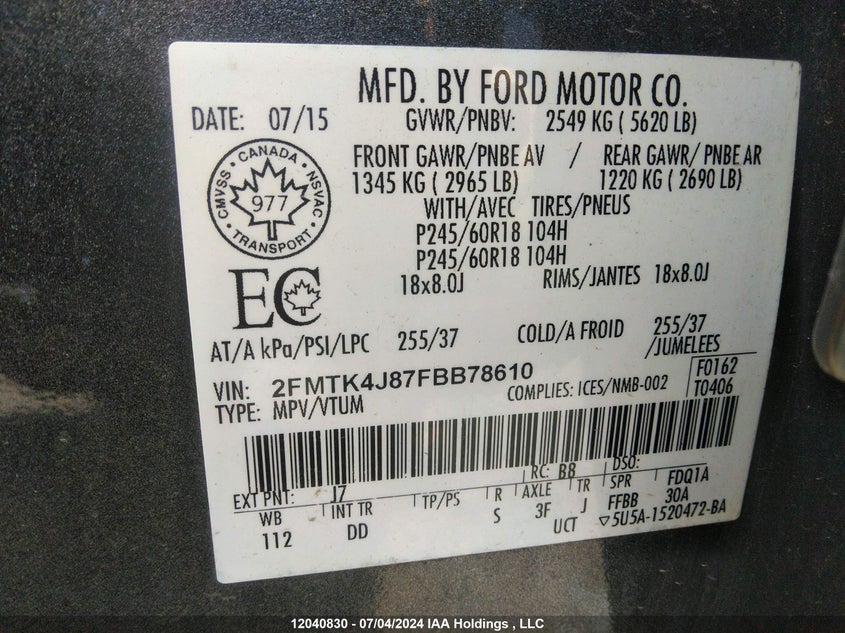 MFD. BY FORD MOTOR CO.
DATE: 07/15 GVWR/PNBV: 2549 KG ( 5620 LB)
FRONT GAWR/PNBE AV / REAR GAWR/ PNBE AR
1345 KG ( 2965 LB) 1220 KG ( 2690 LB)
WITH/AVEC TIRES/PNEUS
P245/60R18 104H
P245/60R18 104H
18x8.0J RIMS/JANTES 18x8.0J
CANADA
CMVSS NSVAC
977
TRANSPORT
EC
AT/A kPa/PSI/LPC 255/37 COLD/A FROID 255/37
/JUMELEES
VIN: 2FMTK4J87FBB78610
COMPLIES: ICES/NMB-002
F0162
T0406
TYPE: MPV/VTUM
EXT PNT: J7 RC: B8 DSO:
WB INT TR TP/PS R AXLE TR SPR FDQ1A
112 DD S 3F J FFBB 30A
UCT ▽5U5A-1520472-BA
12040830 - 07/04/2024 IAA Holdings , LLC